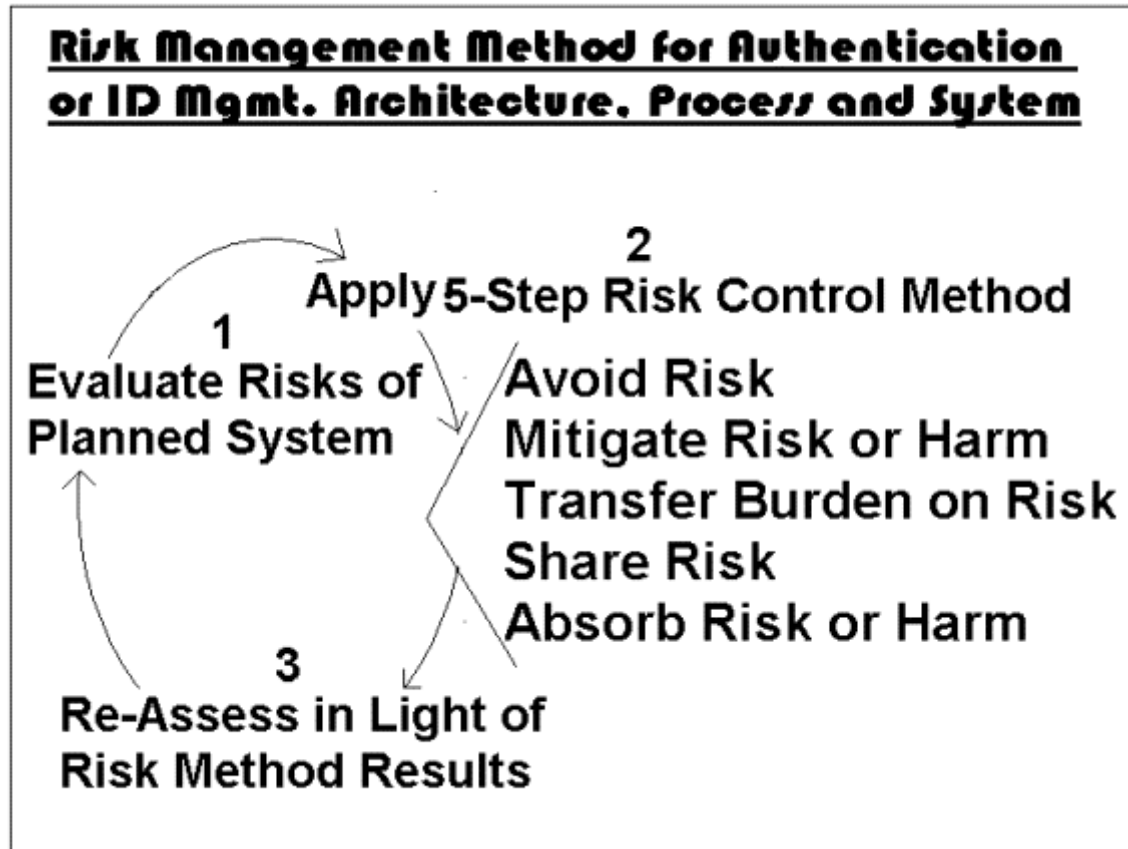 Risk Management Method for Authentication
or ID Mgmt. Architecture, Process and System
1
Evaluate Risks of
Planned System
2
Apply 5-Step Risk Control Method
Avoid Risk
Mitigate Risk or Harm
Transfer Burden on Risk
Share Risk
Absorb Risk or Harm
3
Re-Assess in Light of
Risk Method Results